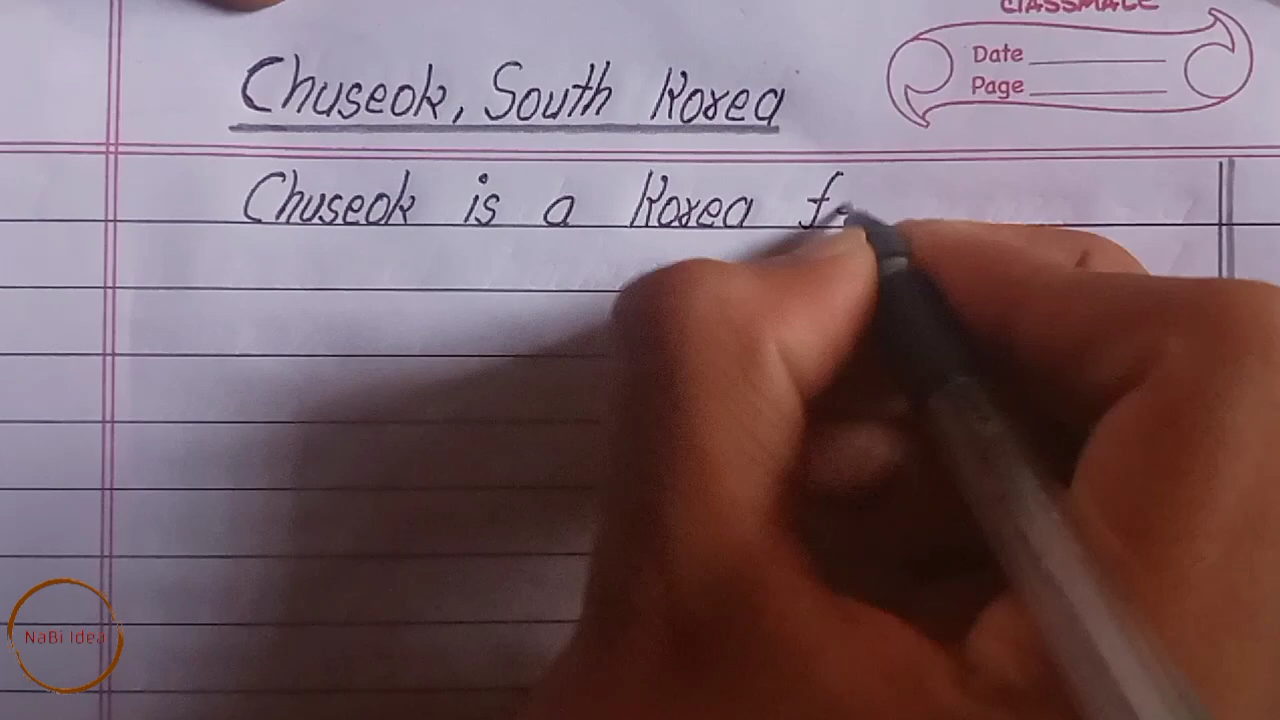 CLASSMATE
Date
Page
Chuseok, South Korea
Chuseok is a Korea
NaBi Idea